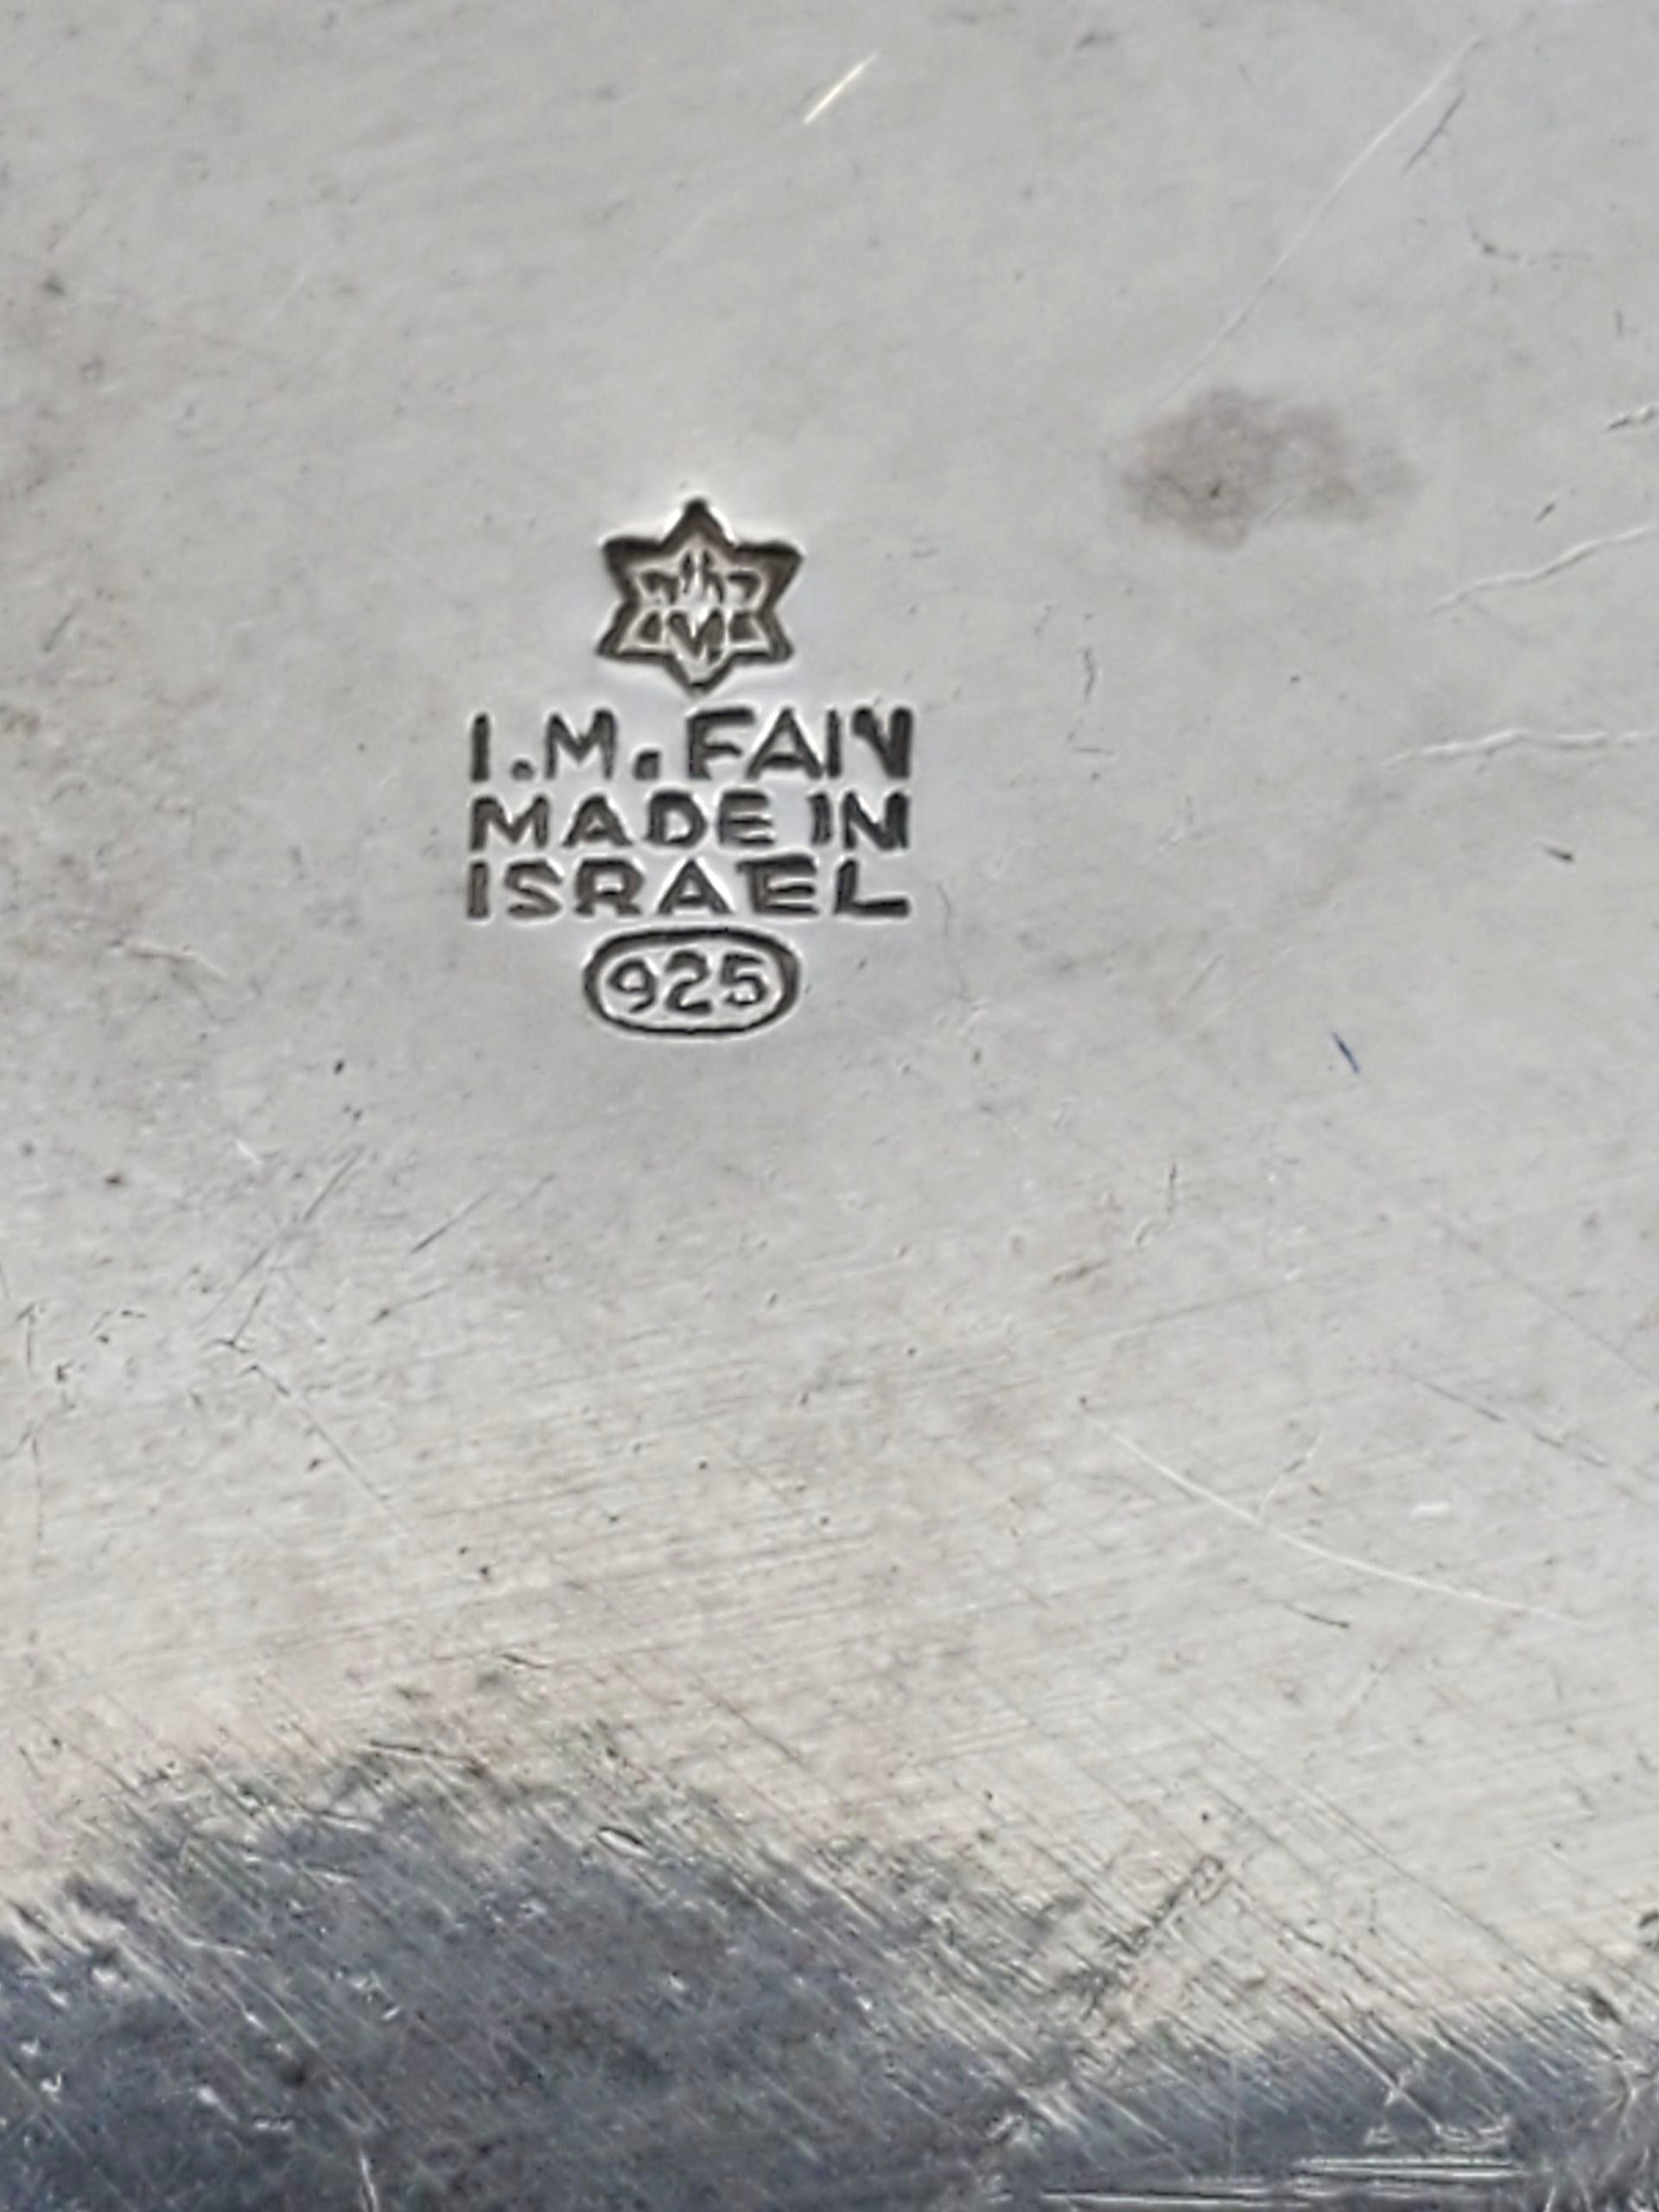 I.M. FAIN
MADE IN
ISRAEL
925